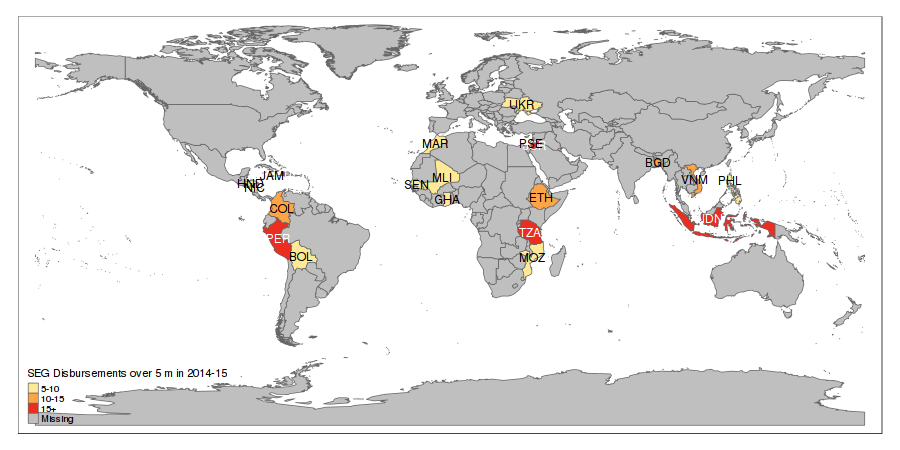 UKR
MAR
PSE
BGD
JAM
HND
NIC
MLI
VNM
PHL
SEN
GHA
ETH
COL
IDN
TZA
PER
BOL
MOZ
SEG Disbursements over 5 m in 2014-15
5-10
10-15
15+
Missing